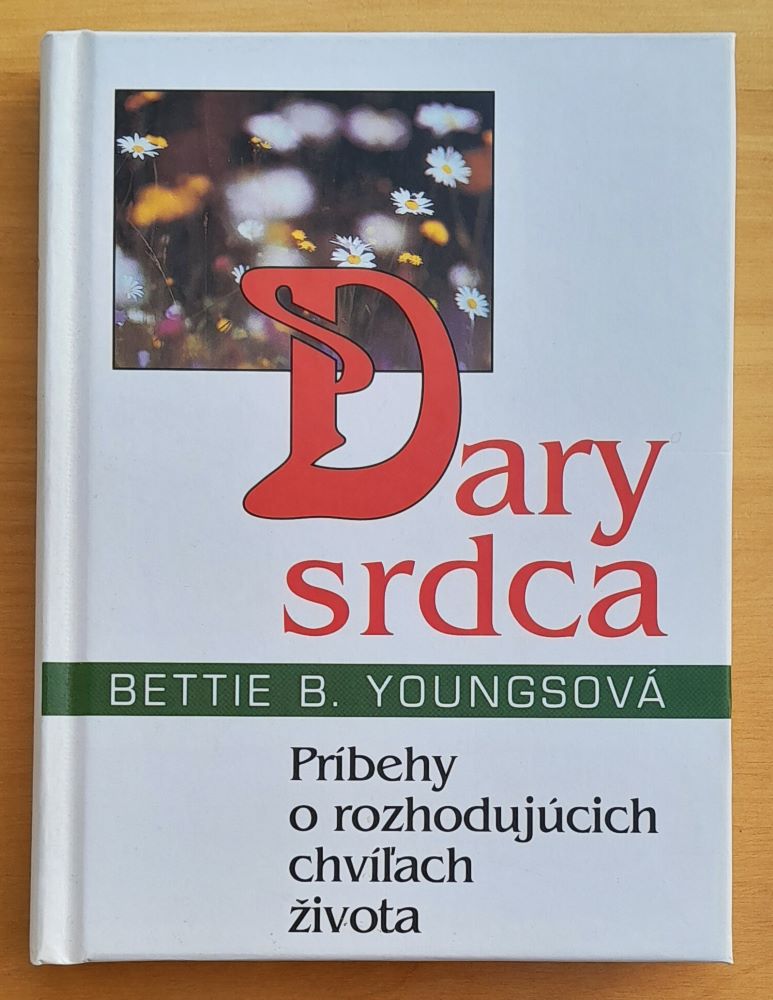 Dary
srdca
BETTIE B. YOUNGSOVÁ
Príbehy
o rozhodujúcich
chvíľach
života